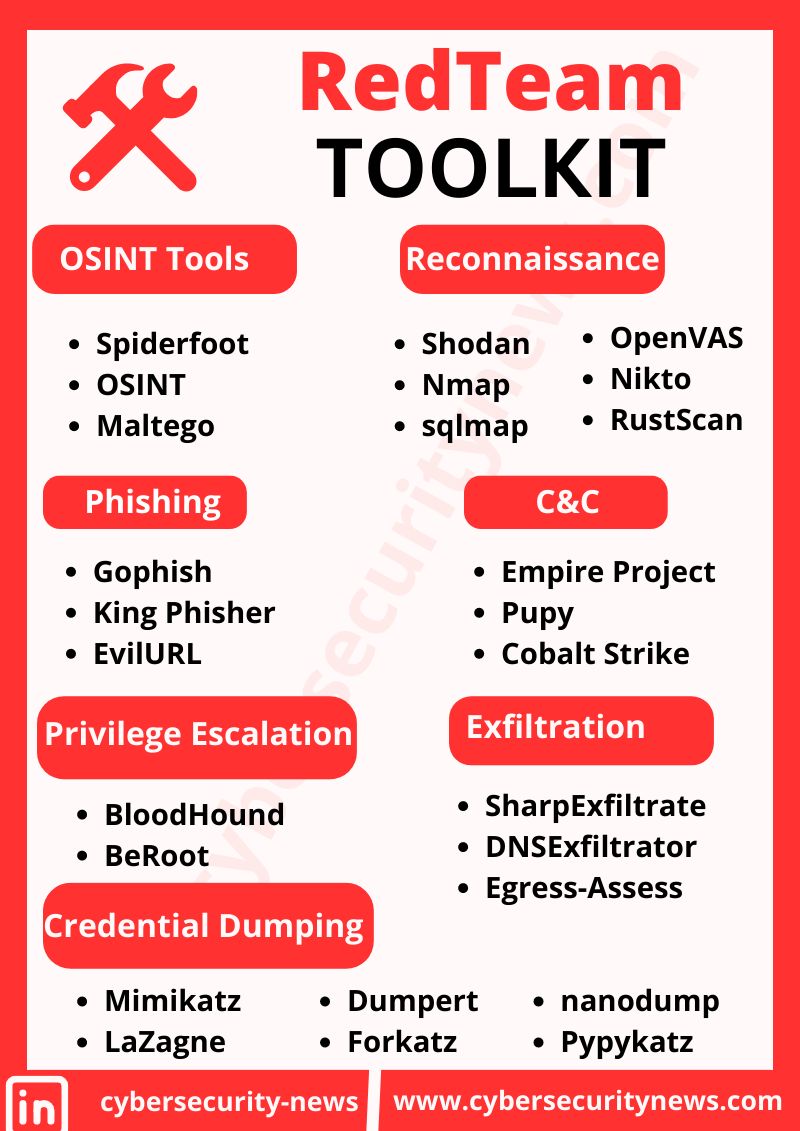 RedTeam
TOOLKIT
OSINT Tools
Spiderfoot
OSINT
Maltego
Reconnaissance
Shodan
Nmap
sqlmap
OpenVAS
Nikto
RustScan
Phishing
Gophish
King Phisher
EvilURL
C&C
Empire Project
Pupy
Cobalt Strike
Privilege Escalation
BloodHound
BeRoot
Exfiltration
SharpExfiltrate
DNSExfiltrator
Egress-Assess
Credential Dumping
Mimikatz
LaZagne
Dumpert
Forkatz
nanodump
Pypykatz
in
cybersecurity-news
www.cybersecuritynews.com
cybersecuritynews.com